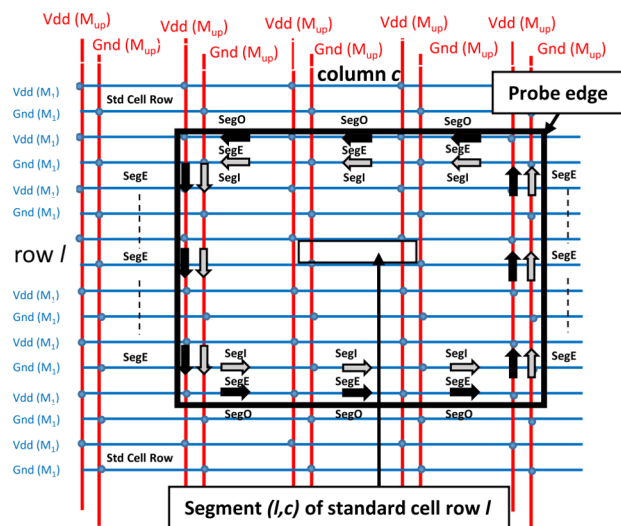 Vdd (Mup) Vdd (Mup) Vdd (Mup) Vdd (Mup) Vdd (Mup)
Gnd (Mup) Gnd (Mup) Gnd (Mup) Gnd (Mup) Gnd (Mup)
column c
Vdd (M1)
Std Cell Row
Probe edge
Gnd (M1)
SegO SegO SegO
Vdd (M1)
SegE SegE SegE
Gnd (M1)
SegE SegI SegI SegI SegE
Vdd (M1)
Gnd (M1)
row l SegE SegE
Vdd (M1)
Gnd (M1)
Vdd (M1)
SegE SegI SegI SegI SegE
Gnd (M1)
SegE SegE SegE
Vdd (M1)
SegO SegO SegO
Gnd (M1)
Vdd (M1)
Std Cell Row
Gnd (M1)
Segment (l,c) of standard cell row l